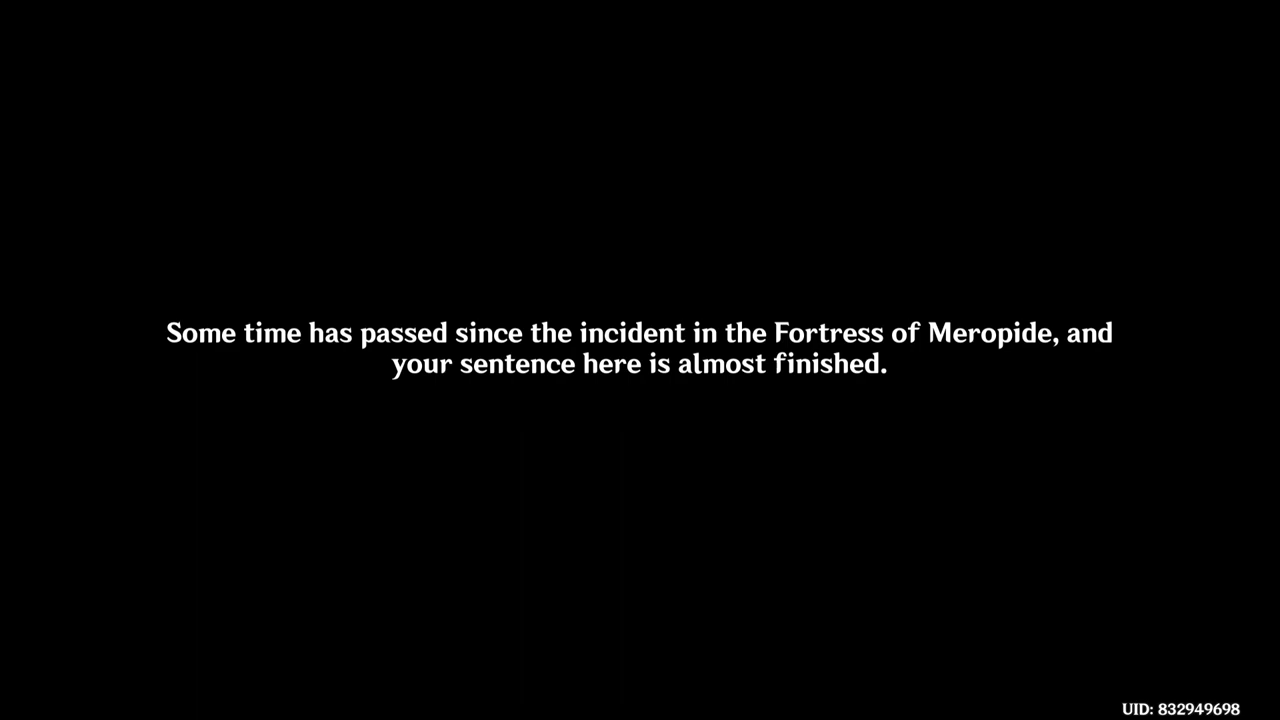 Some time has passed since the incident in the Fortress of Meropide, and
your sentence here is almost finished.
UID: 832949698